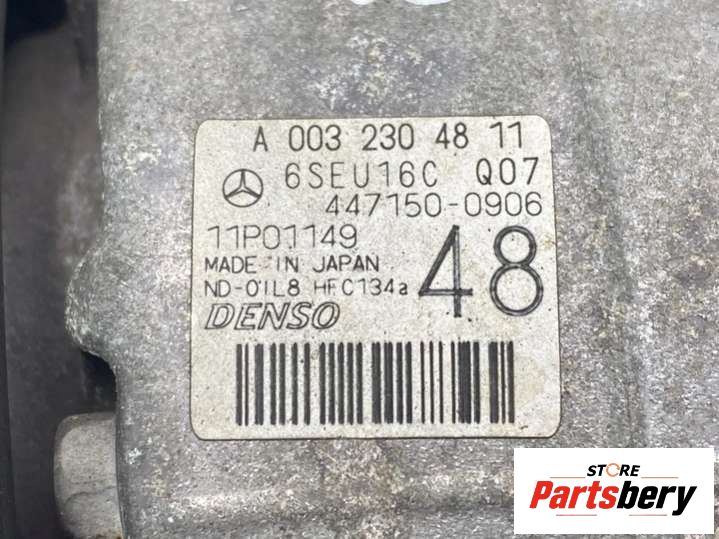 A 003 230 48 11
6SEU16C Q07
447150-0906
11P01149
MADE IN JAPAN
48
ND-OIL8 HFC134a
DENSO
STORE
Partsbery